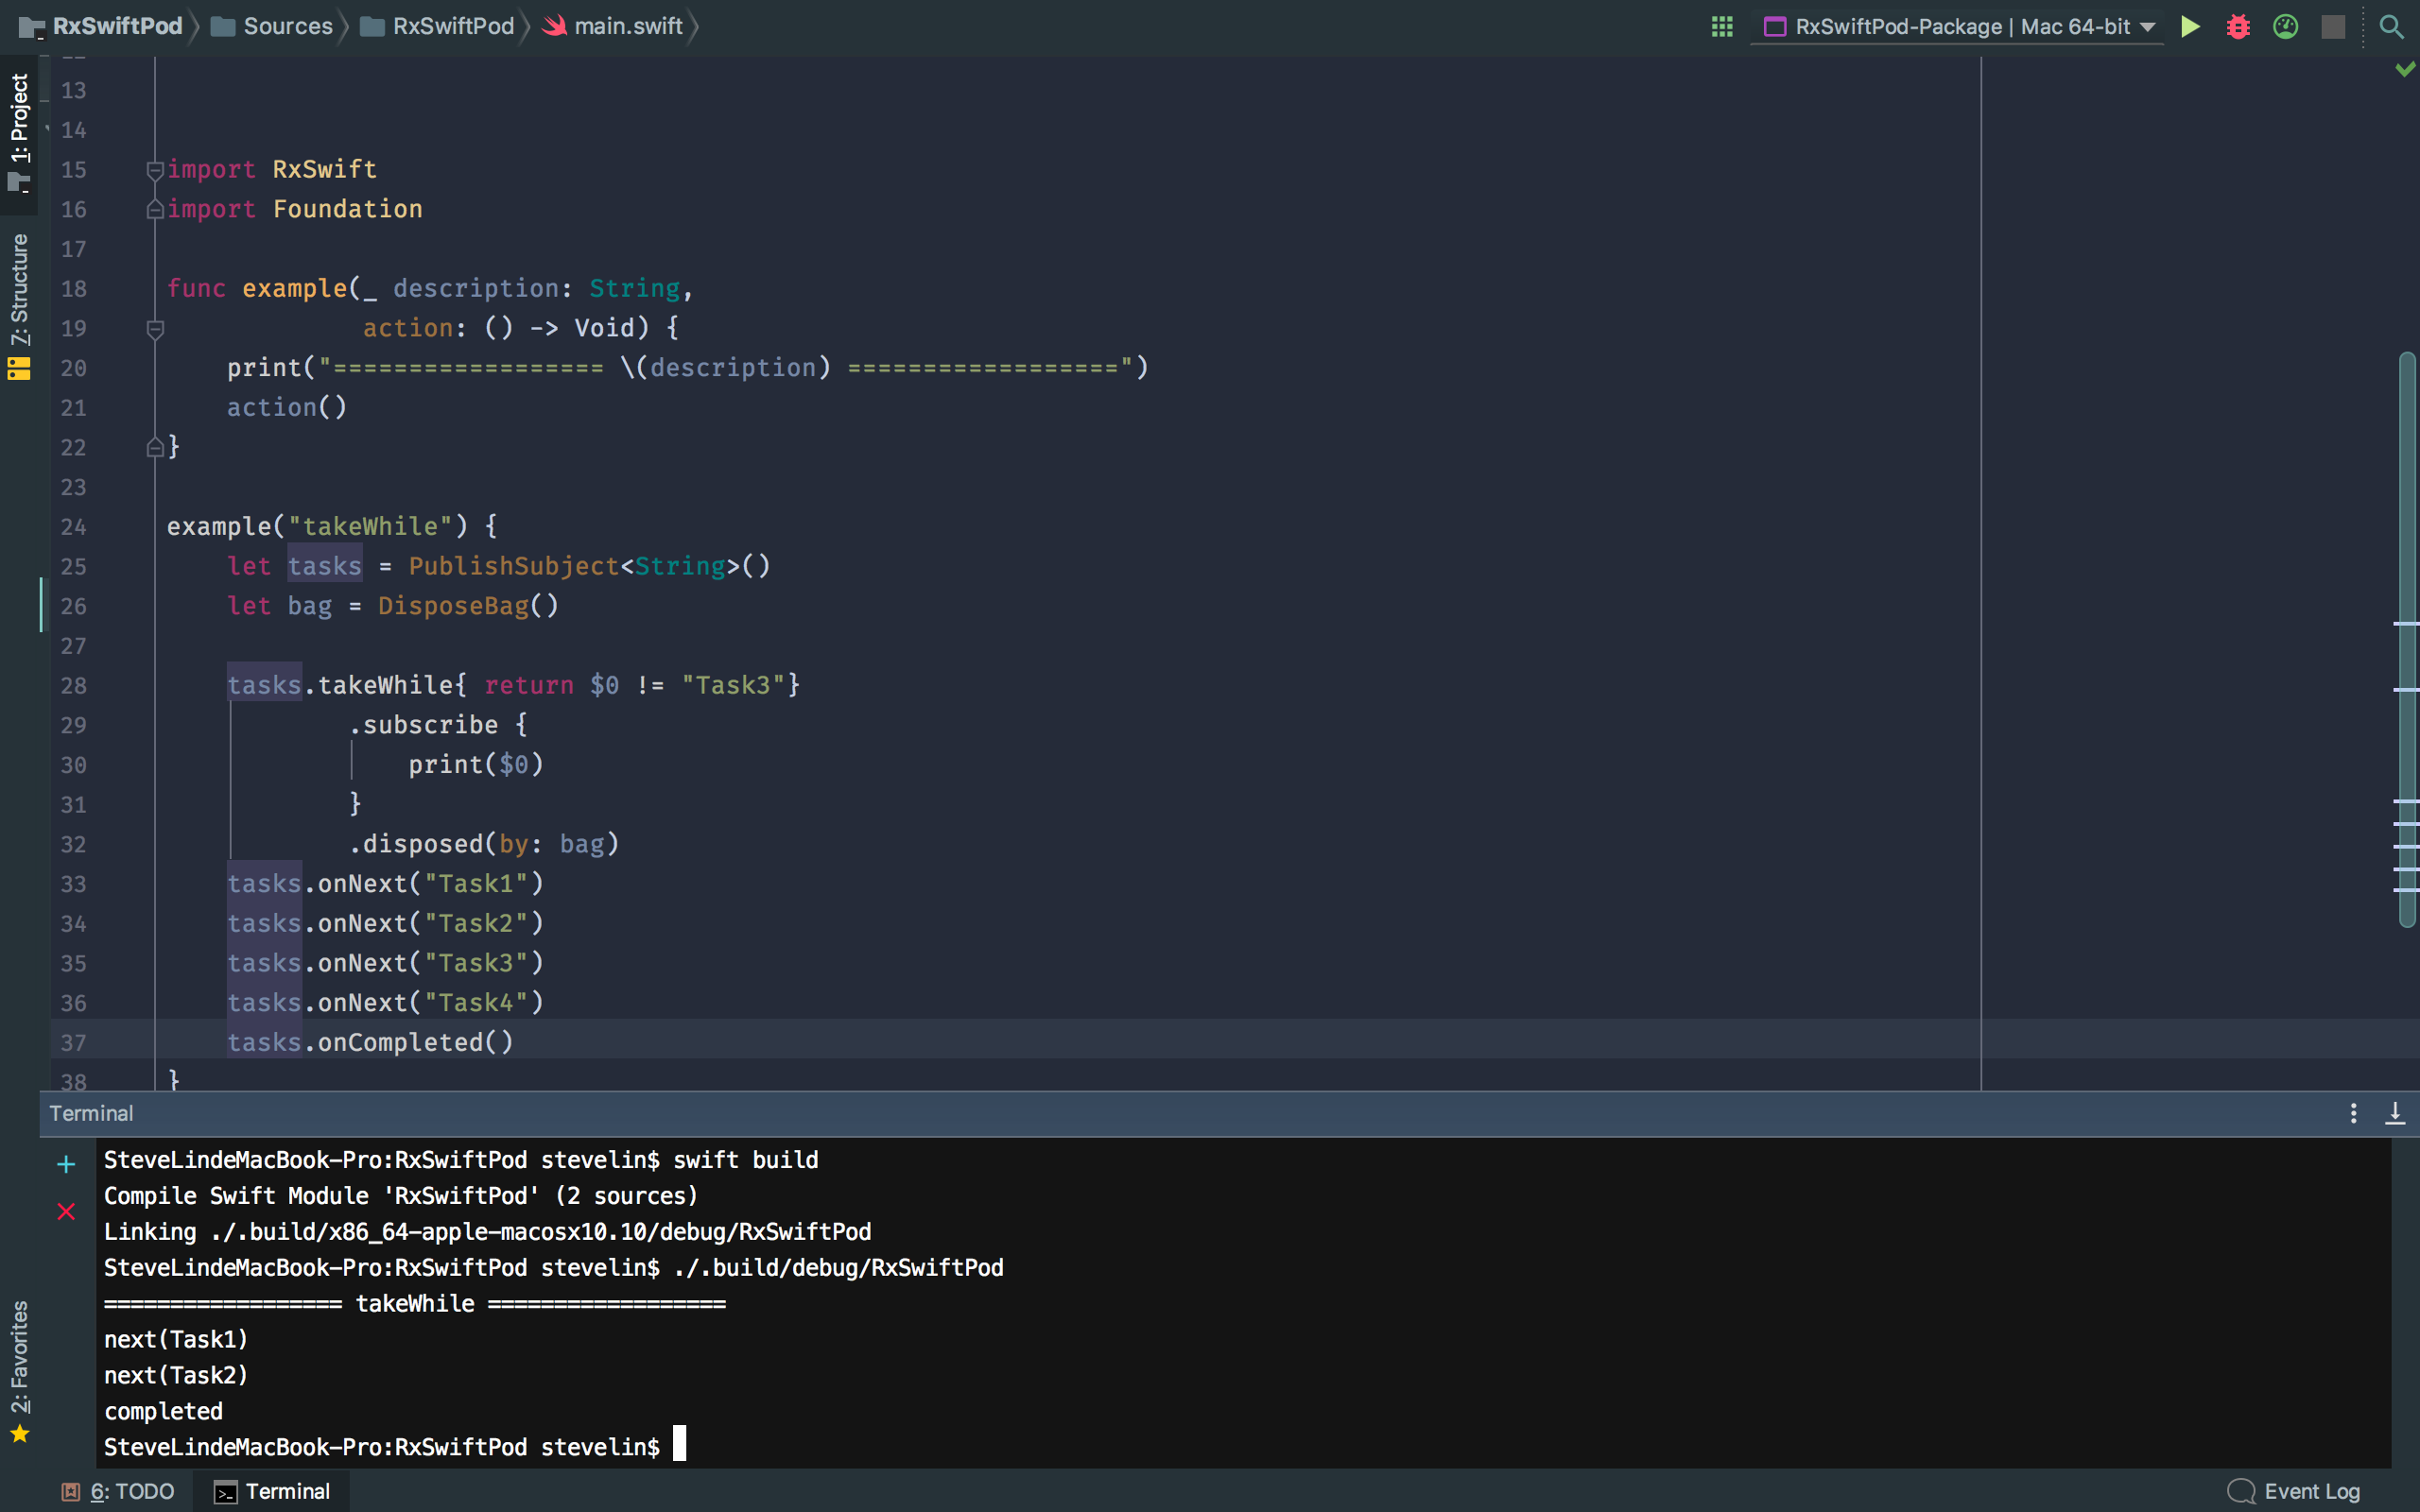 RxSwiftPod Sources RxSwiftPod main.swift RxSwiftPod-Package | Mac 64-bit
1: Project
7: Structure
2: Favorites
13
14
15 import RxSwift
16 import Foundation
17
18 func example(_ description: String,
19 action: () -> Void) {
20 print("================== \(description) ==================")
21 action()
22 }
23
24 example("takeWhile") {
25 let tasks = PublishSubject<String>()
26 let bag = DisposeBag()
27
28 tasks.takeWhile{ return $0 != "Task3"}
29 .subscribe {
30 print($0)
31 }
32 .disposed(by: bag)
33 tasks.onNext("Task1")
34 tasks.onNext("Task2")
35 tasks.onNext("Task3")
36 tasks.onNext("Task4")
37 tasks.onCompleted()
38 }
Terminal
SteveLindeMacBook-Pro:RxSwiftPod stevelin$ swift build
Compile Swift Module 'RxSwiftPod' (2 sources)
Linking ./.build/x86_64-apple-macosx10.10/debug/RxSwiftPod
SteveLindeMacBook-Pro:RxSwiftPod stevelin$ ./.build/debug/RxSwiftPod
================== takeWhile ==================
next(Task1)
next(Task2)
completed
SteveLindeMacBook-Pro:RxSwiftPod stevelin$
6: TODO Terminal Event Log